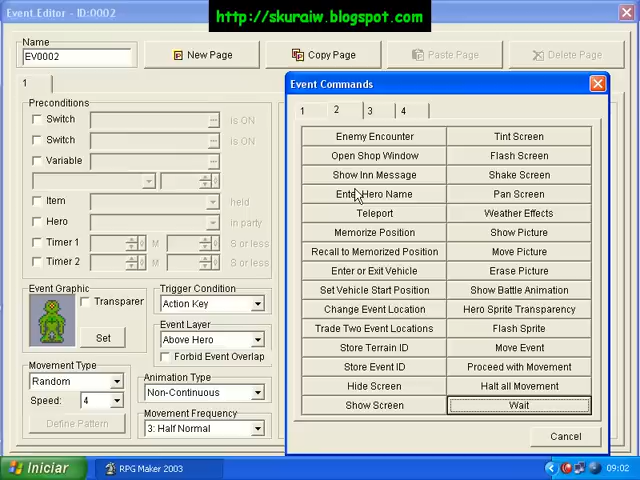 Event Editor - ID:0002
http://skuraiw.blogspot.com
Name
EV0002
New Page
Copy Page
Paste Page
Delete Page
1
Preconditions
Switch
... is ON
Switch
... is ON
Variable
...
Item
... held
Hero
... in party
Timer 1
M
S or less
Timer 2
M
S or less
Event Graphic
Transparer
Set
Trigger Condition
Action Key
Event Layer
Above Hero
Forbid Event Overlap
Movement Type
Random
Speed: 4
Define Pattern
Animation Type
Non-Continuous
Movement Frequency
3: Half Normal
Event Commands
1 2 3 4
Enemy Encounter
Open Shop Window
Show Inn Message
Enter Hero Name
Teleport
Memorize Position
Recall to Memorized Position
Enter or Exit Vehicle
Set Vehicle Start Position
Change Event Location
Trade Two Event Locations
Store Terrain ID
Store Event ID
Hide Screen
Show Screen
Tint Screen
Flash Screen
Shake Screen
Pan Screen
Weather Effects
Show Picture
Move Picture
Erase Picture
Show Battle Animation
Hero Sprite Transparency
Flash Sprite
Move Event
Proceed with Movement
Halt all Movement
Wait
Cancel
Iniciar
RPG Maker 2003
09:02